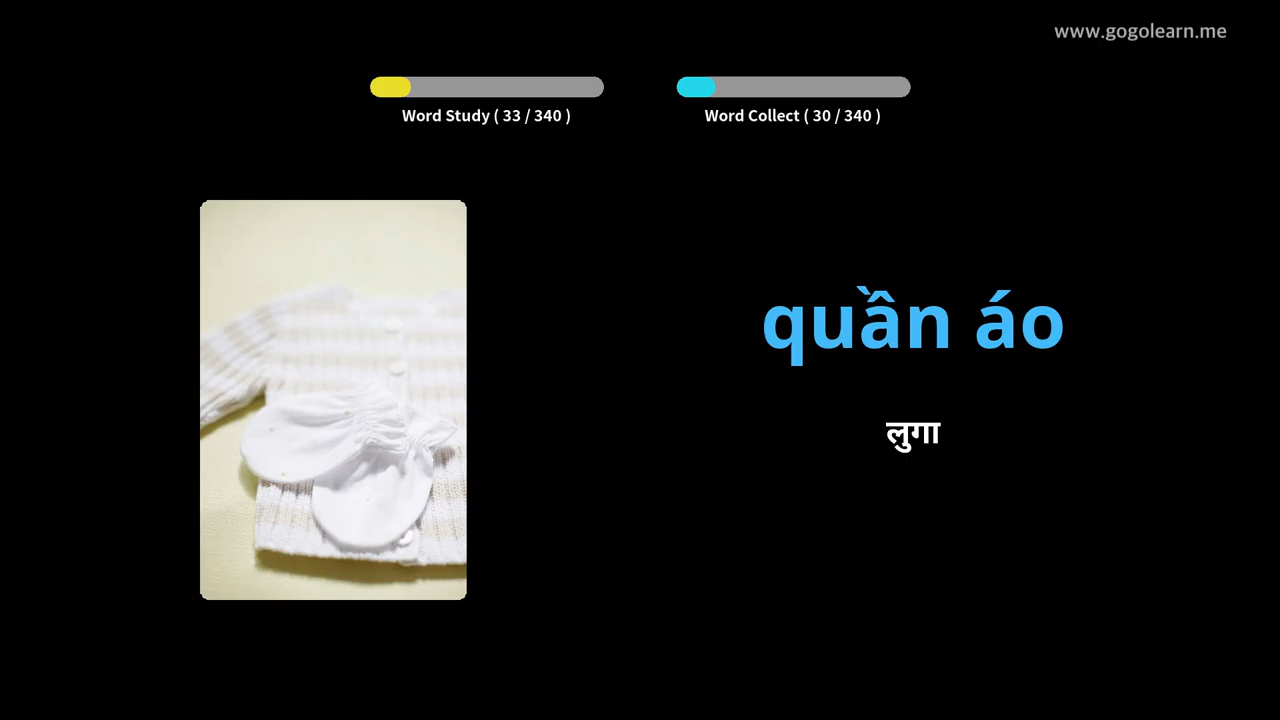 www.gogolearn.me
Word Study ( 33 / 340 )
Word Collect ( 30 / 340 )
quần áo
लुगा